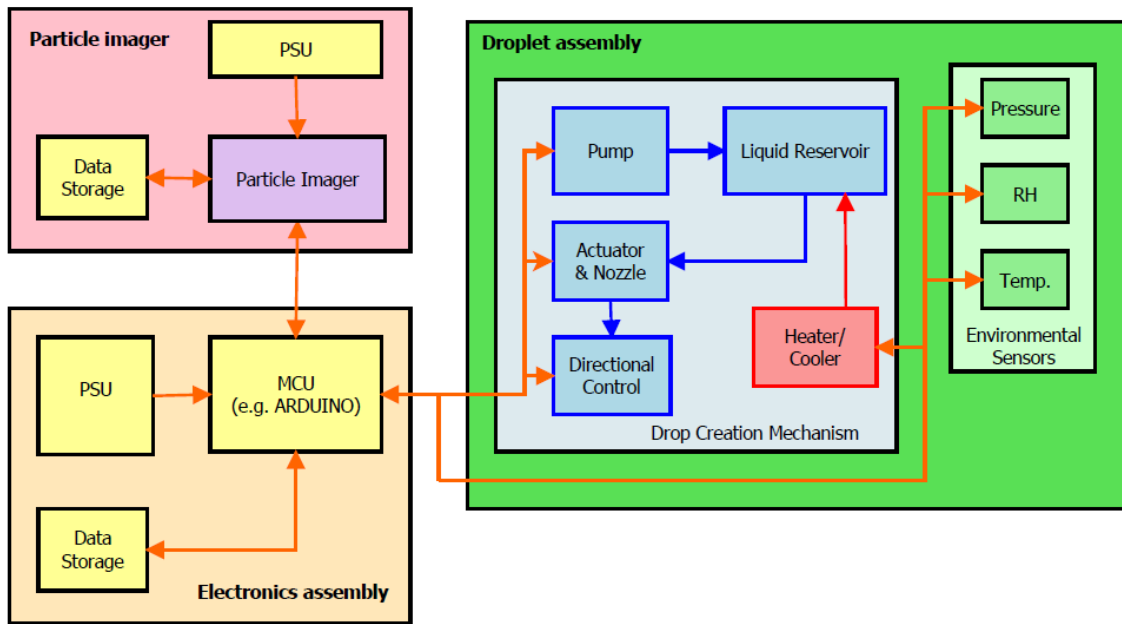 Particle imager
PSU
Data
Storage
Particle Imager
PSU
MCU
(e.g. ARDUINO)
Data
Storage
Electronics assembly
Droplet assembly
Pump
Liquid Reservoir
Actuator
& Nozzle
Directional
Control
Heater/
Cooler
Drop Creation Mechanism
Pressure
RH
Temp.
Environmental
Sensors